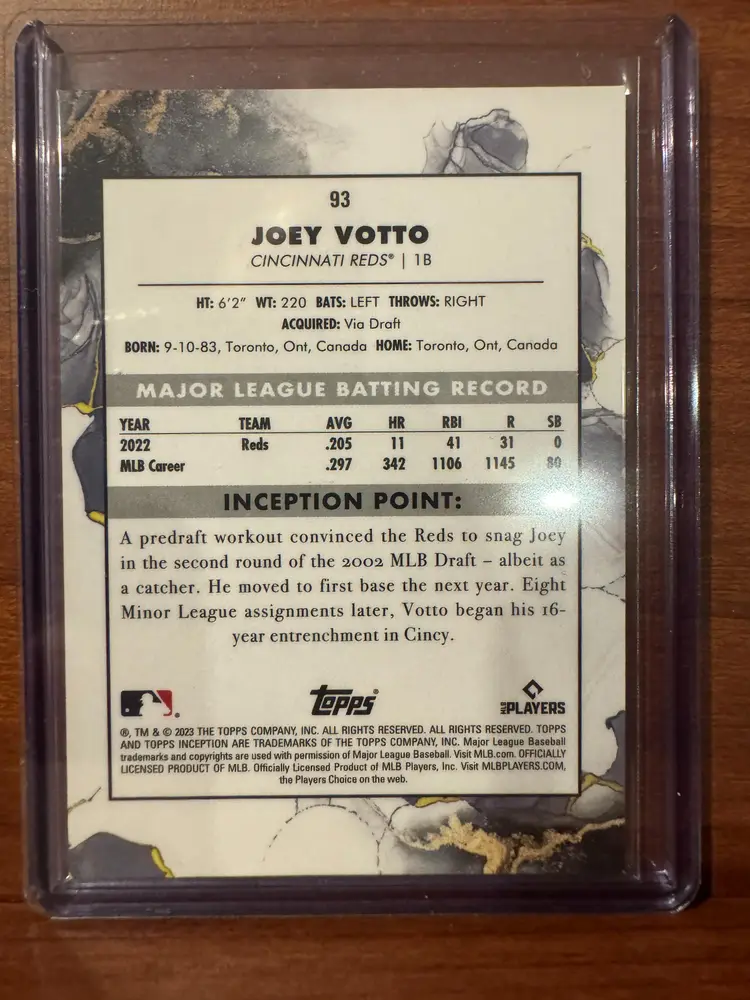 93
JOEY VOTTO
CINCINNATI REDS® | 1B
HT: 6'2" WT: 220 BATS: LEFT THROWS: RIGHT
ACQUIRED: Via Draft
BORN: 9-10-83, Toronto, Ont, Canada HOME: Toronto, Ont, Canada
MAJOR LEAGUE BATTING RECORD
YEAR TEAM AVG HR RBI R SB
2022 Reds .205 11 41 31 0
MLB Career .297 342 1106 1145 80
INCEPTION POINT:
A predraft workout convinced the Reds to snag Joey
in the second round of the 2002 MLB Draft – albeit as
a catcher. He moved to first base the next year. Eight
Minor League assignments later, Votto began his 16-
year entrenchment in Cincy.
Topps® MLB PLAYERS
®, TM & © 2023 THE TOPPS COMPANY, INC. ALL RIGHTS RESERVED. ALL RIGHTS RESERVED. TOPPS
AND TOPPS INCEPTION ARE TRADEMARKS OF THE TOPPS COMPANY, INC. Major League Baseball
trademarks and copyrights are used with permission of Major League Baseball. Visit MLB.com. OFFICIALLY
LICENSED PRODUCT OF MLB. Officially Licensed Product of MLB Players, Inc. Visit MLBPLAYERS.COM,
the Players Choice on the web.